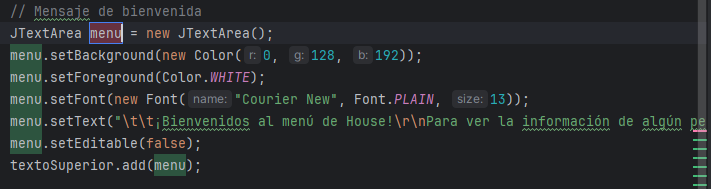 // Mensaje de bienvenida
JTextArea menu = new JTextArea();
menu.setBackground(new Color( r: 0, g: 128, b: 192));
menu.setForeground(Color.WHITE);
menu.setFont(new Font( name: "Courier New", Font.PLAIN, size: 13));
menu.setText("\t\t¡Bienvenidos al menú de House!\r\nPara ver la información de algún pe
menu.setEditable(false);
textoSuperior.add(menu);